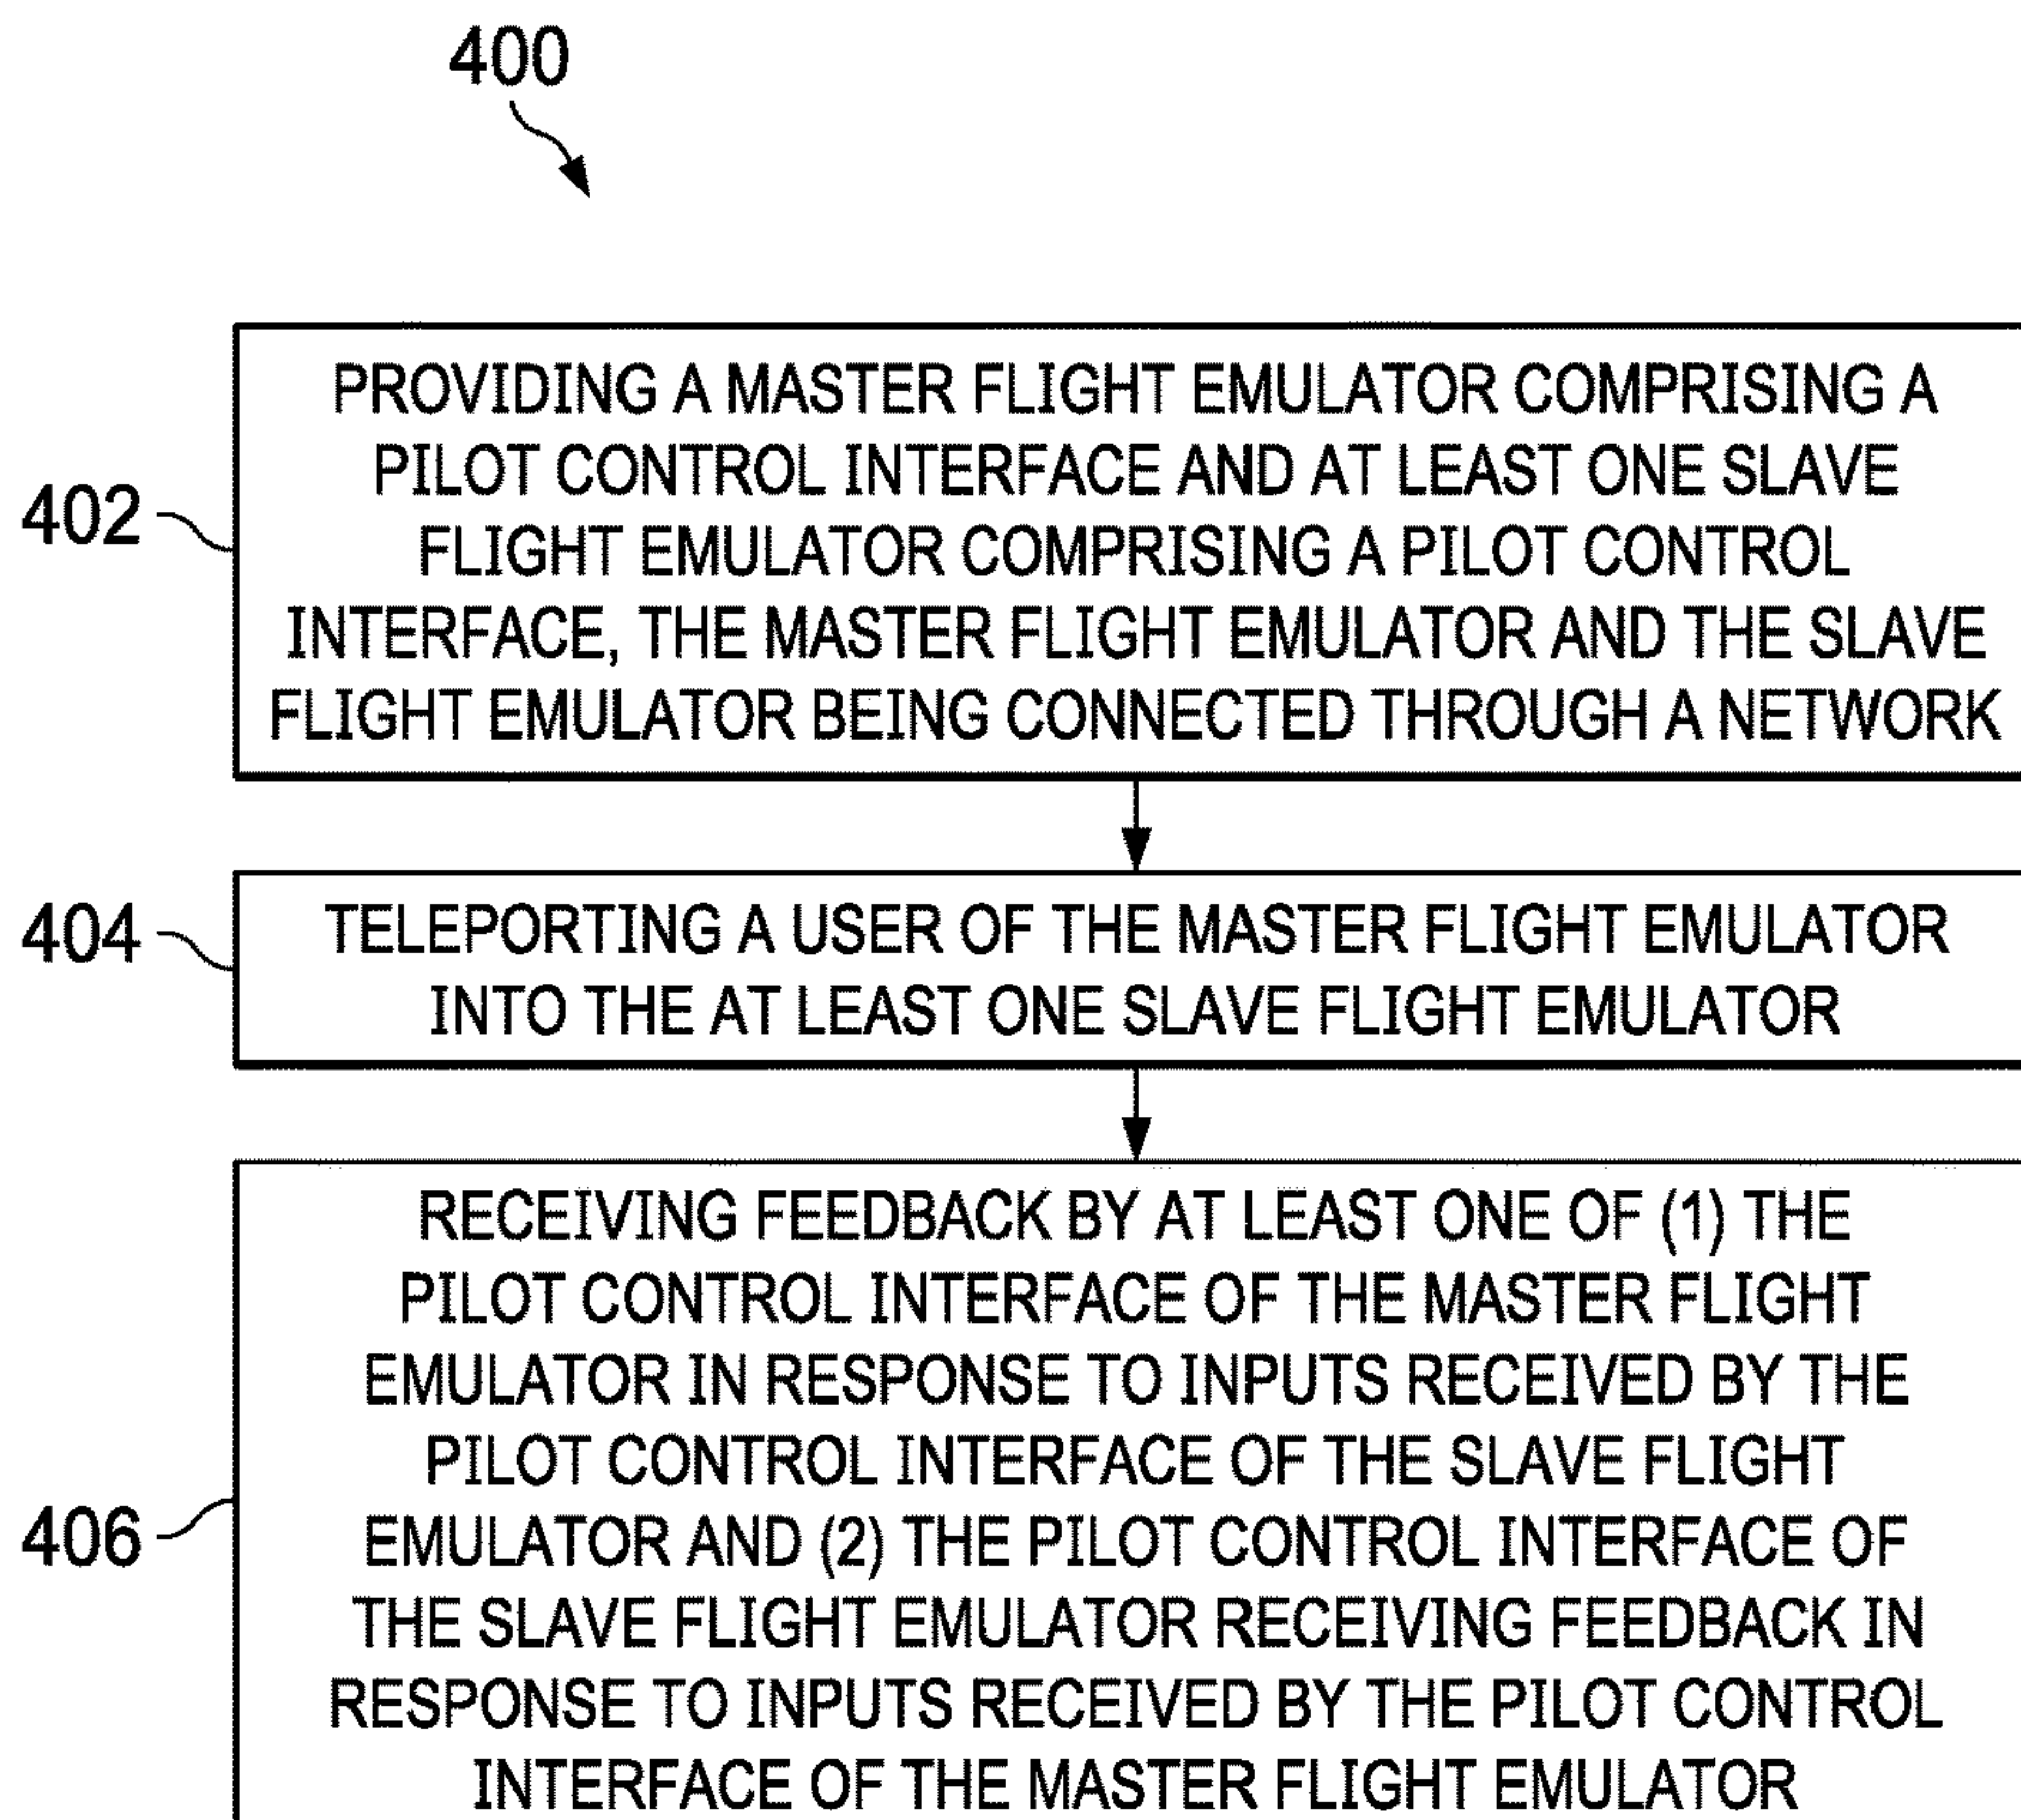 400
402
PROVIDING A MASTER FLIGHT EMULATOR COMPRISING A
PILOT CONTROL INTERFACE AND AT LEAST ONE SLAVE
FLIGHT EMULATOR COMPRISING A PILOT CONTROL
INTERFACE, THE MASTER FLIGHT EMULATOR AND THE SLAVE
FLIGHT EMULATOR BEING CONNECTED THROUGH A NETWORK
404
TELEPORTING A USER OF THE MASTER FLIGHT EMULATOR
INTO THE AT LEAST ONE SLAVE FLIGHT EMULATOR
406
RECEIVING FEEDBACK BY AT LEAST ONE OF (1) THE
PILOT CONTROL INTERFACE OF THE MASTER FLIGHT
EMULATOR IN RESPONSE TO INPUTS RECEIVED BY THE
PILOT CONTROL INTERFACE OF THE SLAVE FLIGHT
EMULATOR AND (2) THE PILOT CONTROL INTERFACE OF
THE SLAVE FLIGHT EMULATOR RECEIVING FEEDBACK IN
RESPONSE TO INPUTS RECEIVED BY THE PILOT CONTROL
INTERFACE OF THE MASTER FLIGHT EMULATOR